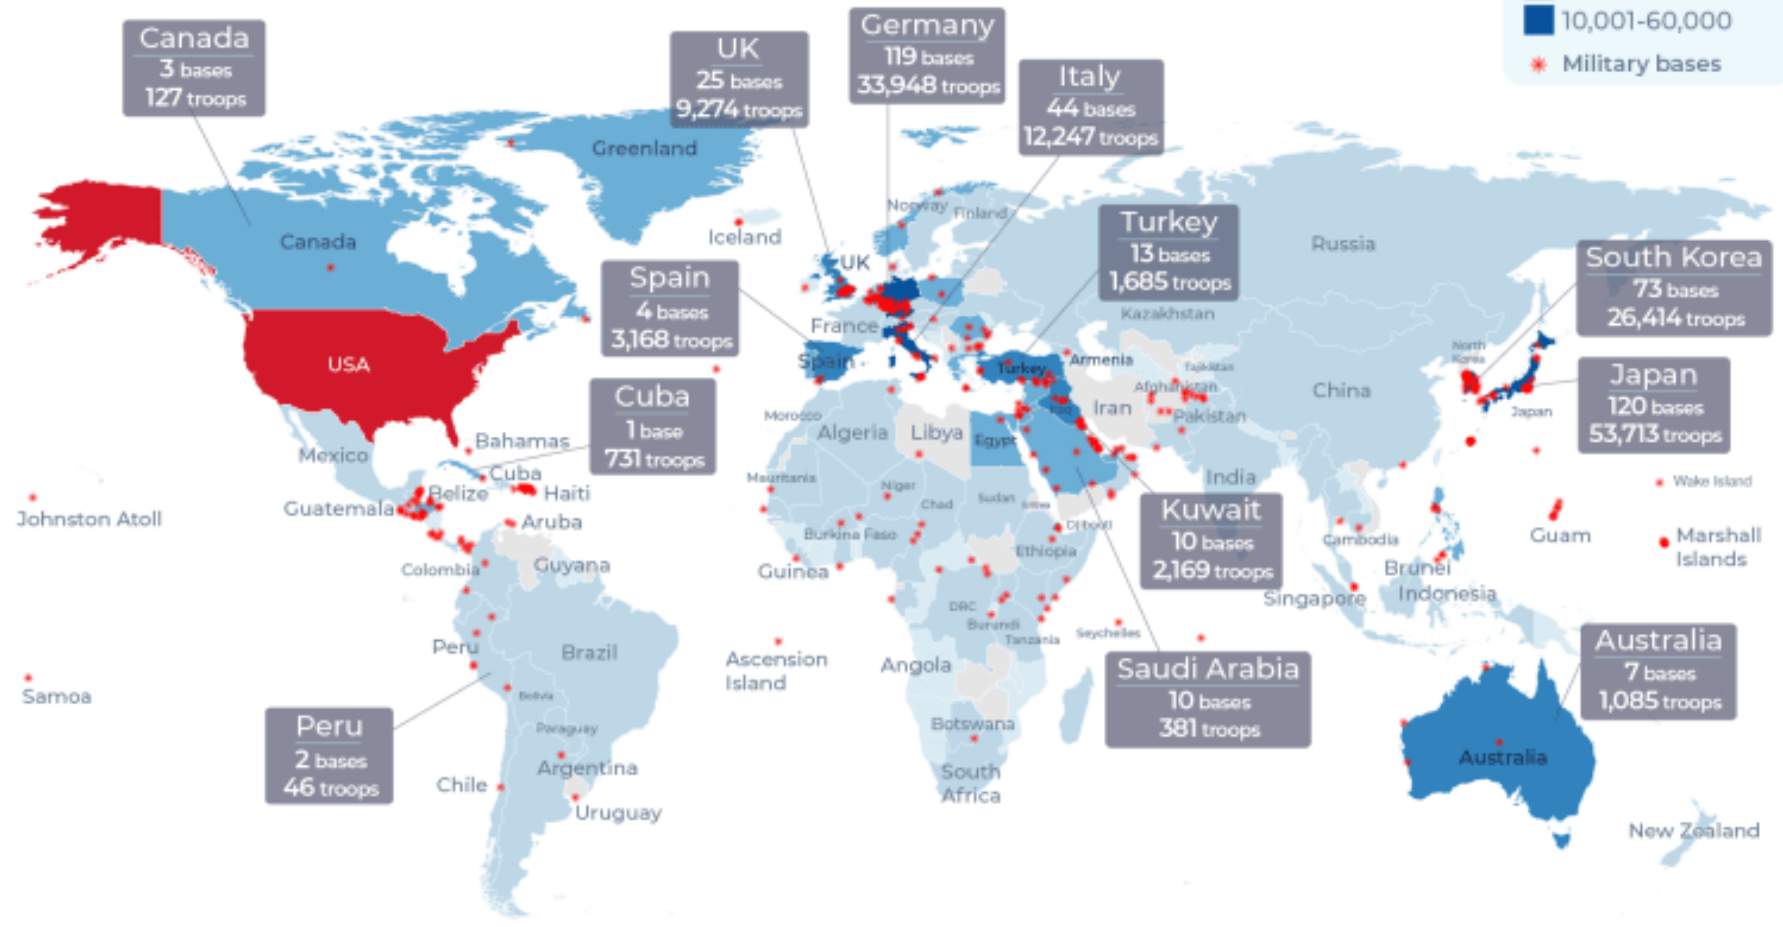 10,001-60,000
Military bases
Canada
3 bases
127 troops
UK
25 bases
9,274 troops
Germany
119 bases
33,948 troops
Italy
44 bases
12,247 troops
Greenland
Canada
USA
Iceland
Norway
Finland
Russia
UK
Turkey
13 bases
1,685 troops
South Korea
73 bases
26,414 troops
Spain
4 bases
3,168 troops
France
Spain
Kazakhstan
Turkey
Armenia
Tajikistan
Afghanistan
Iraq
Iran
Pakistan
China
North
Korea
Japan
Japan
120 bases
53,713 troops
Cuba
1 base
731 troops
Bahamas
Mexico
Cuba
Guatemala
Belize
Haiti
Aruba
Johnston Atoll
Morocco
Algeria
Libya
Egypt
Mauritania
Niger
Chad
Sudan
Eritrea
Djibouti
Burkina Faso
Ethiopia
Guinea
India
Kuwait
10 bases
2,169 troops
Wake Island
Guam
Marshall
Islands
Cambodia
Brunei
Singapore
Indonesia
Colombia
Guyana
Peru
Brazil
Bolivia
Paraguay
Argentina
Chile
Uruguay
Samoa
Ascension
Island
DRC
Burundi
Tanzania
Seychelles
Angola
Botswana
South
Africa
Saudi Arabia
10 bases
381 troops
Peru
2 bases
46 troops
Australia
7 bases
1,085 troops
Australia
New Zealand